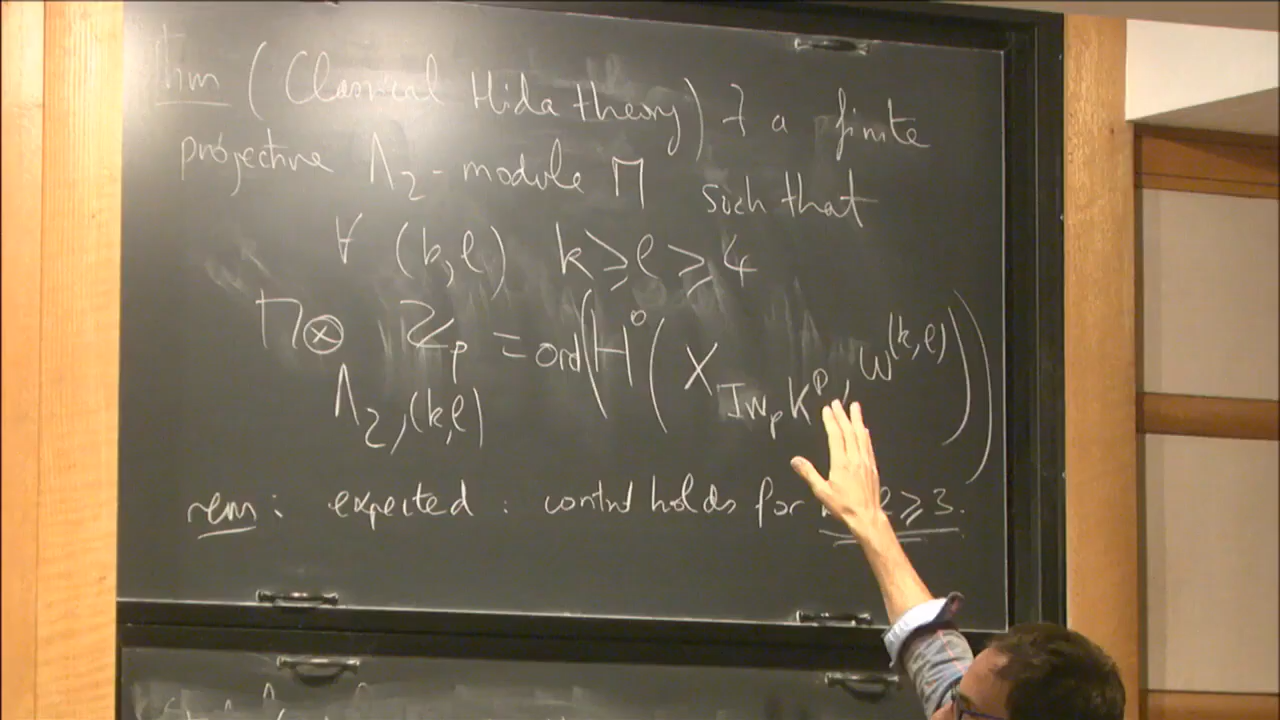 Thm (Classical Hida theory) ∃ a finite
projective Λ₂-module M such that
∀ (k,ℓ) k ≥ ℓ ≥ 4
M ⊗_{Λ₂,(k,ℓ)} ℤ_p = ord(H⁰(X_{Iw_p K^p}, ω^{(k,ℓ)}))
rem: expected: control holds for ℓ ≥ 3.